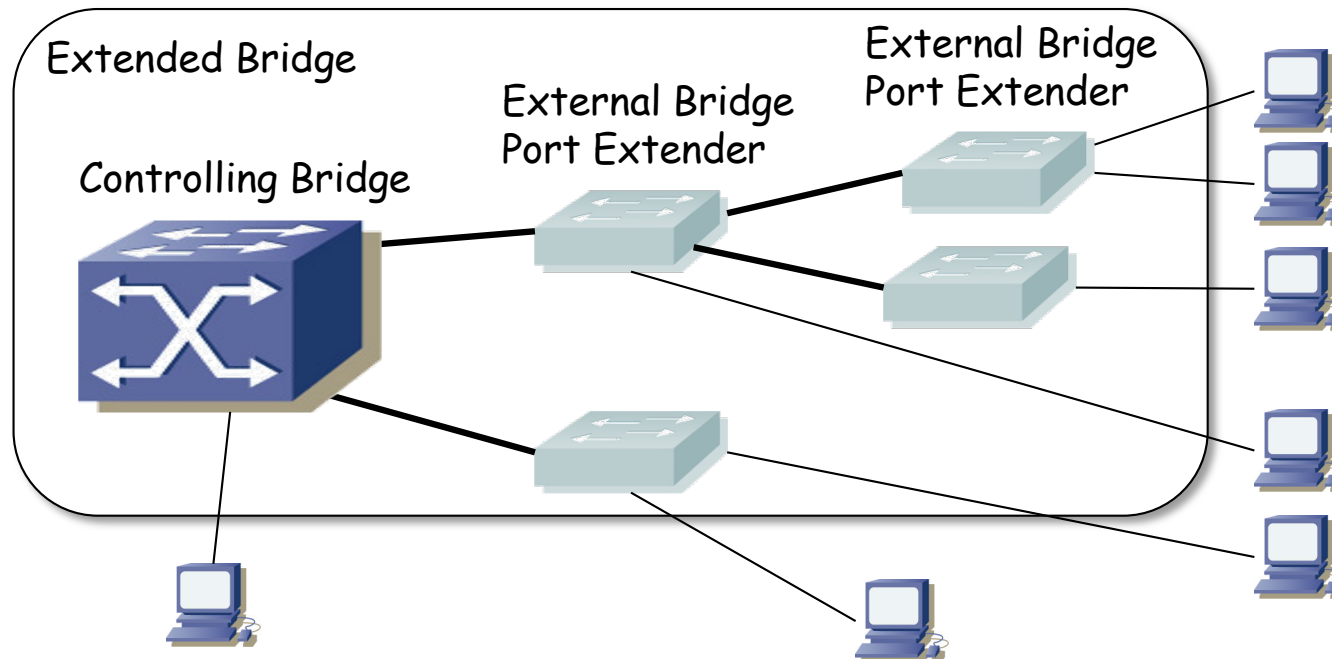 Extended Bridge
External Bridge
Port Extender
External Bridge
Port Extender
Controlling Bridge